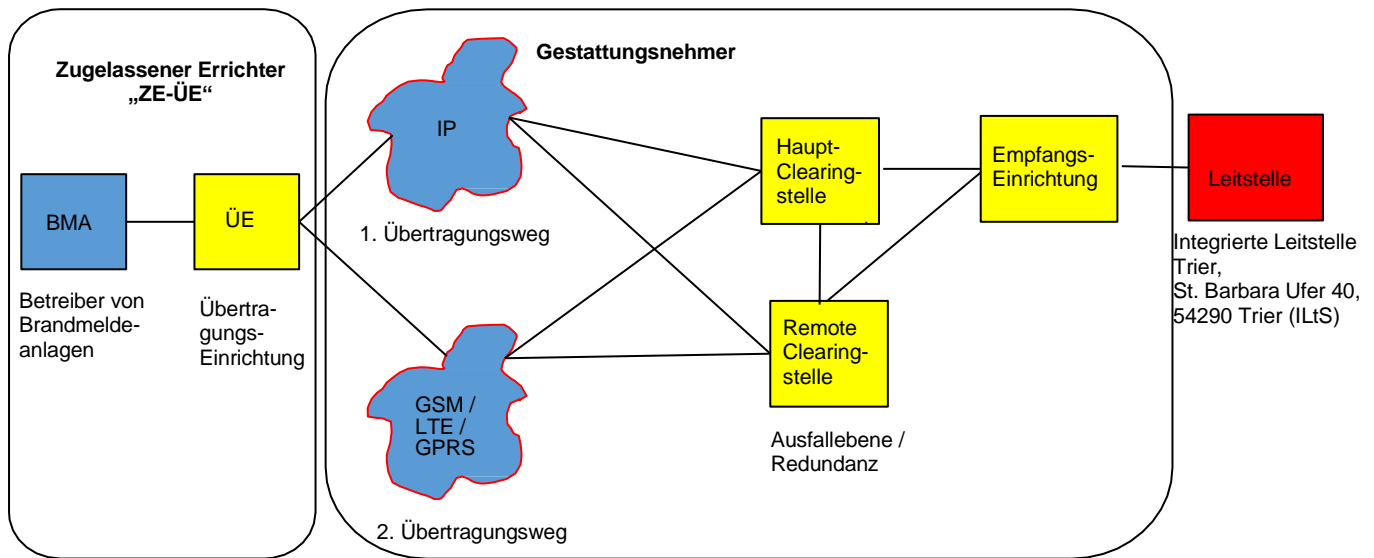 Zugelassener Errichter
„ZE-ÜE“
BMA
ÜE
Betreiber von
Brandmelde-
anlagen
Übertra-
gungs-
Einrichtung
Gestattungsnehmer
IP
1. Übertragungsweg
GSM /
LTE /
GPRS
2. Übertragungsweg
Haupt-
Clearing-
stelle
Remote
Clearing-
stelle
Ausfallebene /
Redundanz
Empfangs-
Einrichtung
Leitstelle
Integrierte Leitstelle
Trier,
St. Barbara Ufer 40,
54290 Trier (ILtS)